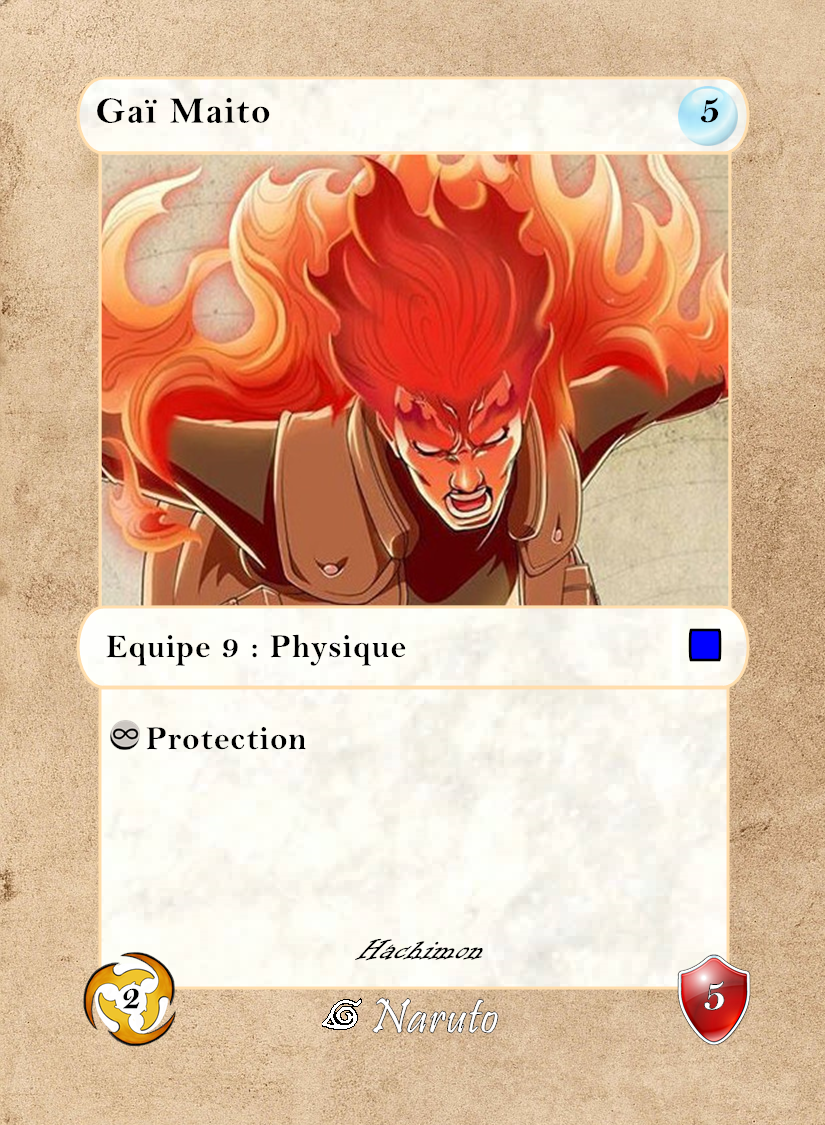 Gaï Maito
5
Equipe 9 : Physique
∞ Protection
Hachimon
2
Naruto
5